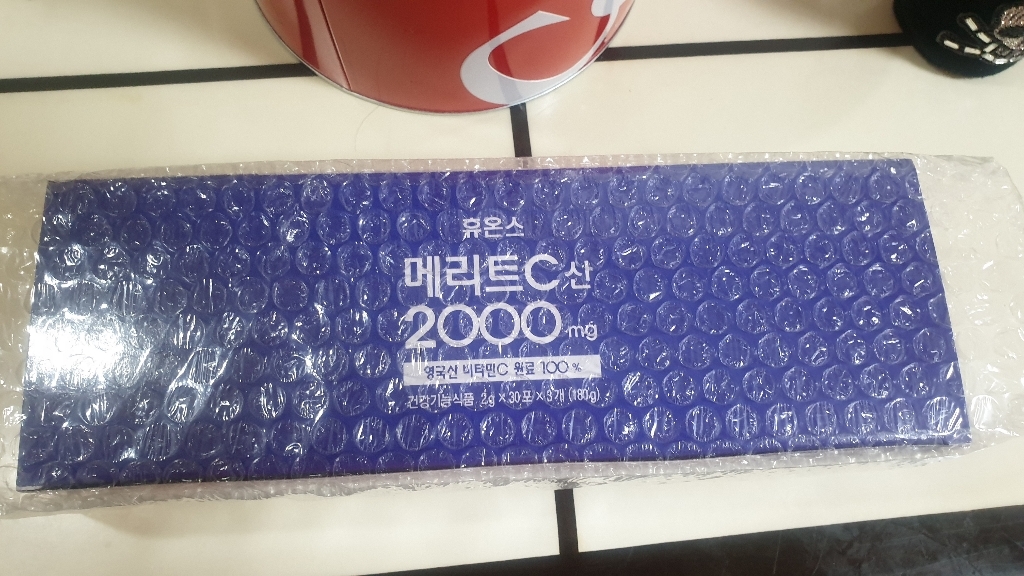 휴온스
메리트C산
2000mg
영국산 비타민C 원료 100%
건강기능식품 2g×30포×3개(180g)